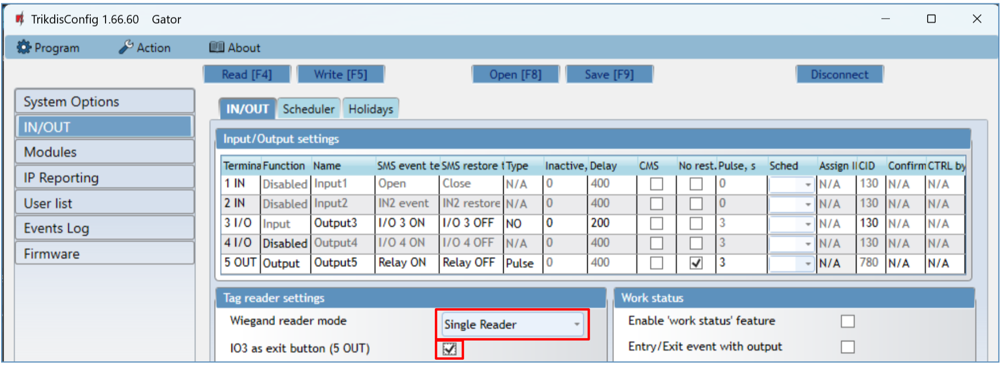 TrikdisConfig 1.66.60 Gator
Program Action About
Read [F4] Write [F5] Open [F8] Save [F9] Disconnect
System Options
IN/OUT
Modules
IP Reporting
User list
Events Log
Firmware
IN/OUT Scheduler Holidays
Input/Output settings
Termina Function Name SMS event te SMS restore t Type Inactive, Delay CMS No rest. Pulse, s Sched Assign II CID Confirm CTRL by
1 IN Disabled Input1 Open Close N/A 0 400 0 N/A 130 N/A N/A
2 IN Disabled Input2 IN2 event IN2 restore N/A 0 400 0 N/A 130 N/A N/A
3 I/O Input Output3 I/O 3 ON I/O 3 OFF NO 0 200 3 N/A 130 N/A N/A
4 I/O Disabled Output4 I/O 4 ON I/O 4 OFF N/A 0 400 3 N/A 130 N/A N/A
5 OUT Output Output5 Relay ON Relay OFF Pulse 0 400 3 N/A 780 N/A N/A
Tag reader settings
Wiegand reader mode Single Reader
IO3 as exit button (5 OUT)
Work status
Enable 'work status' feature
Entry/Exit event with output